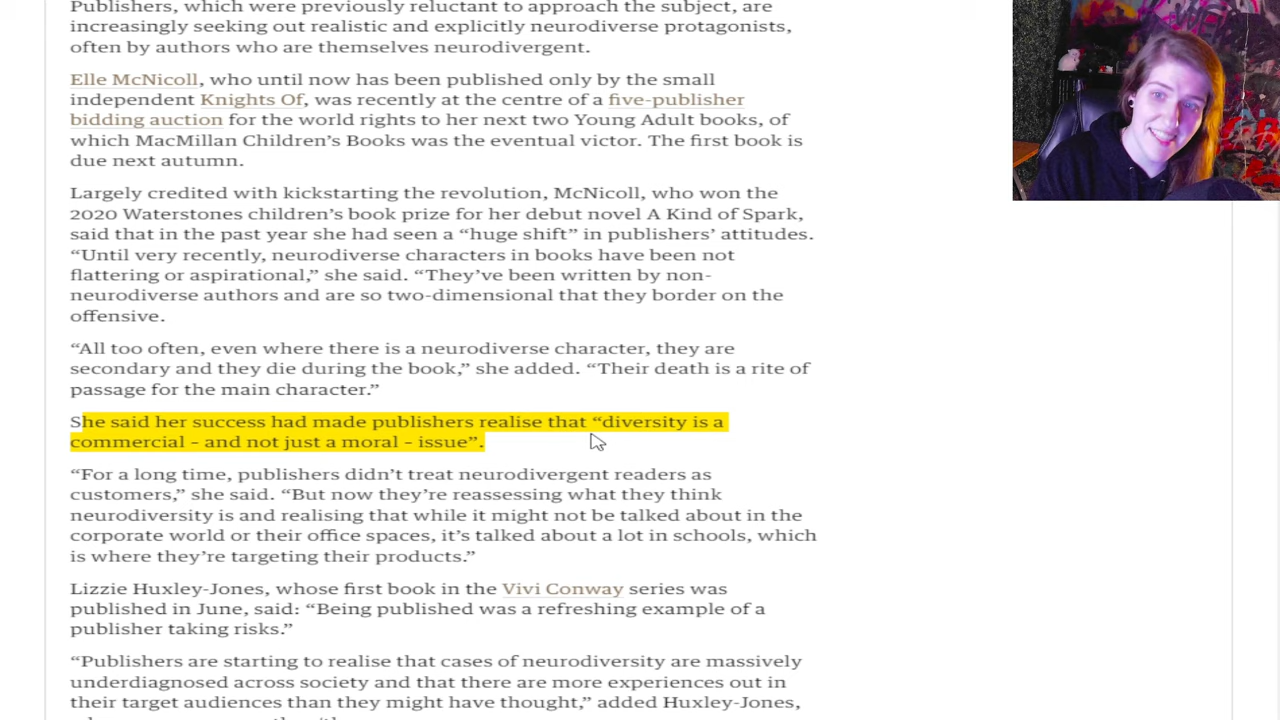 Publishers, which were previously reluctant to approach the subject, are
increasingly seeking out realistic and explicitly neurodiverse protagonists,
often by authors who are themselves neurodivergent.
Elle McNicoll, who until now has been published only by the small
independent Knights Of, was recently at the centre of a five-publisher
bidding auction for the world rights to her next two Young Adult books, of
which MacMillan Children’s Books was the eventual victor. The first book is
due next autumn.
Largely credited with kickstarting the revolution, McNicoll, who won the
2020 Waterstones children’s book prize for her debut novel A Kind of Spark,
said that in the past year she had seen a “huge shift” in publishers’ attitudes.
“Until very recently, neurodiverse characters in books have been not
flattering or aspirational,” she said. “They’ve been written by non-
neurodiverse authors and are so two-dimensional that they border on the
offensive.
“All too often, even where there is a neurodiverse character, they are
secondary and they die during the book,” she added. “Their death is a rite of
passage for the main character.”
She said her success had made publishers realise that “diversity is a
commercial – and not just a moral – issue”.
“For a long time, publishers didn’t treat neurodivergent readers as
customers,” she said. “But now they’re reassessing what they think
neurodiversity is and realising that while it might not be talked about in the
corporate world or their office spaces, it’s talked about a lot in schools, which
is where they’re targeting their products.”
Lizzie Huxley-Jones, whose first book in the Vivi Conway series was
published in June, said: “Being published was a refreshing example of a
publisher taking risks.”
“Publishers are starting to realise that cases of neurodiversity are massively
underdiagnosed across society and that there are more experiences out in
their target audiences than they might have thought,” added Huxley-Jones,